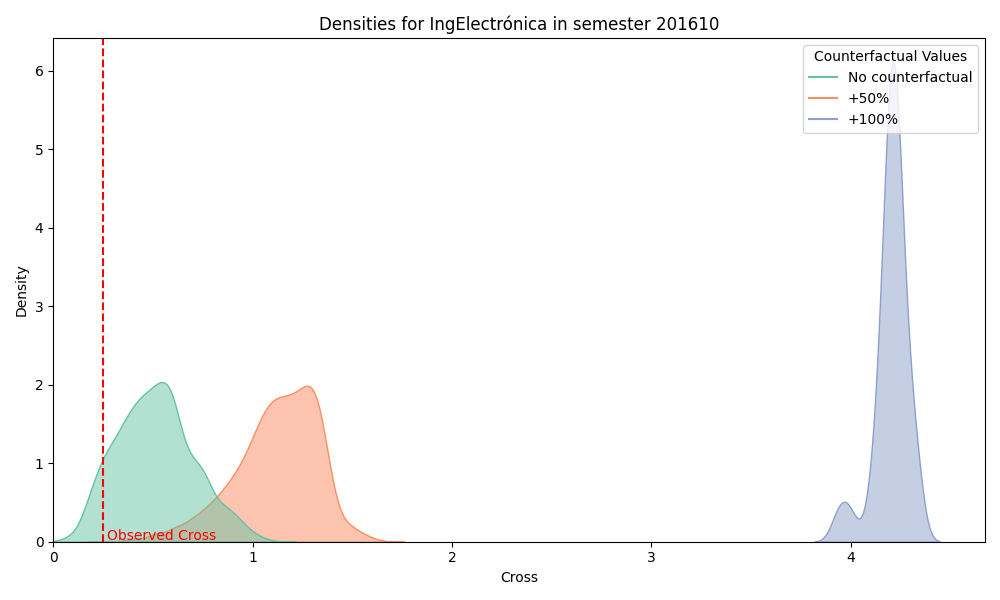 Densities for IngElectrónica in semester 201610
Counterfactual Values
No counterfactual
+50%
+100%
6
5
4
3
2
1
0
Density
Observed Cross
0 1 2 3 4
Cross